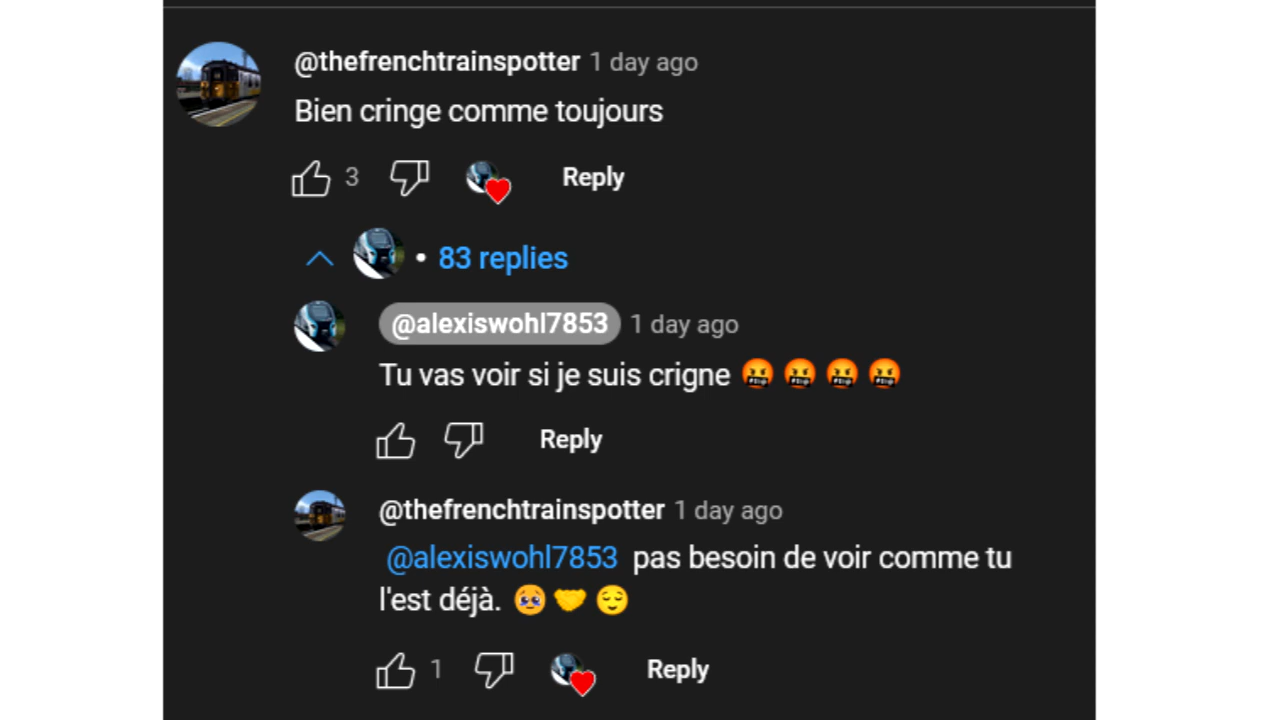 @thefrenchtrainspotter 1 day ago
Bien cringe comme toujours
3 Reply
• 83 replies
@alexiswohl7853 1 day ago
Tu vas voir si je suis crigne 🤬 🤬 🤬 🤬
Reply
@thefrenchtrainspotter 1 day ago
@alexiswohl7853 pas besoin de voir comme tu
l'est déjà. 🥹 🤝 😌
1 Reply